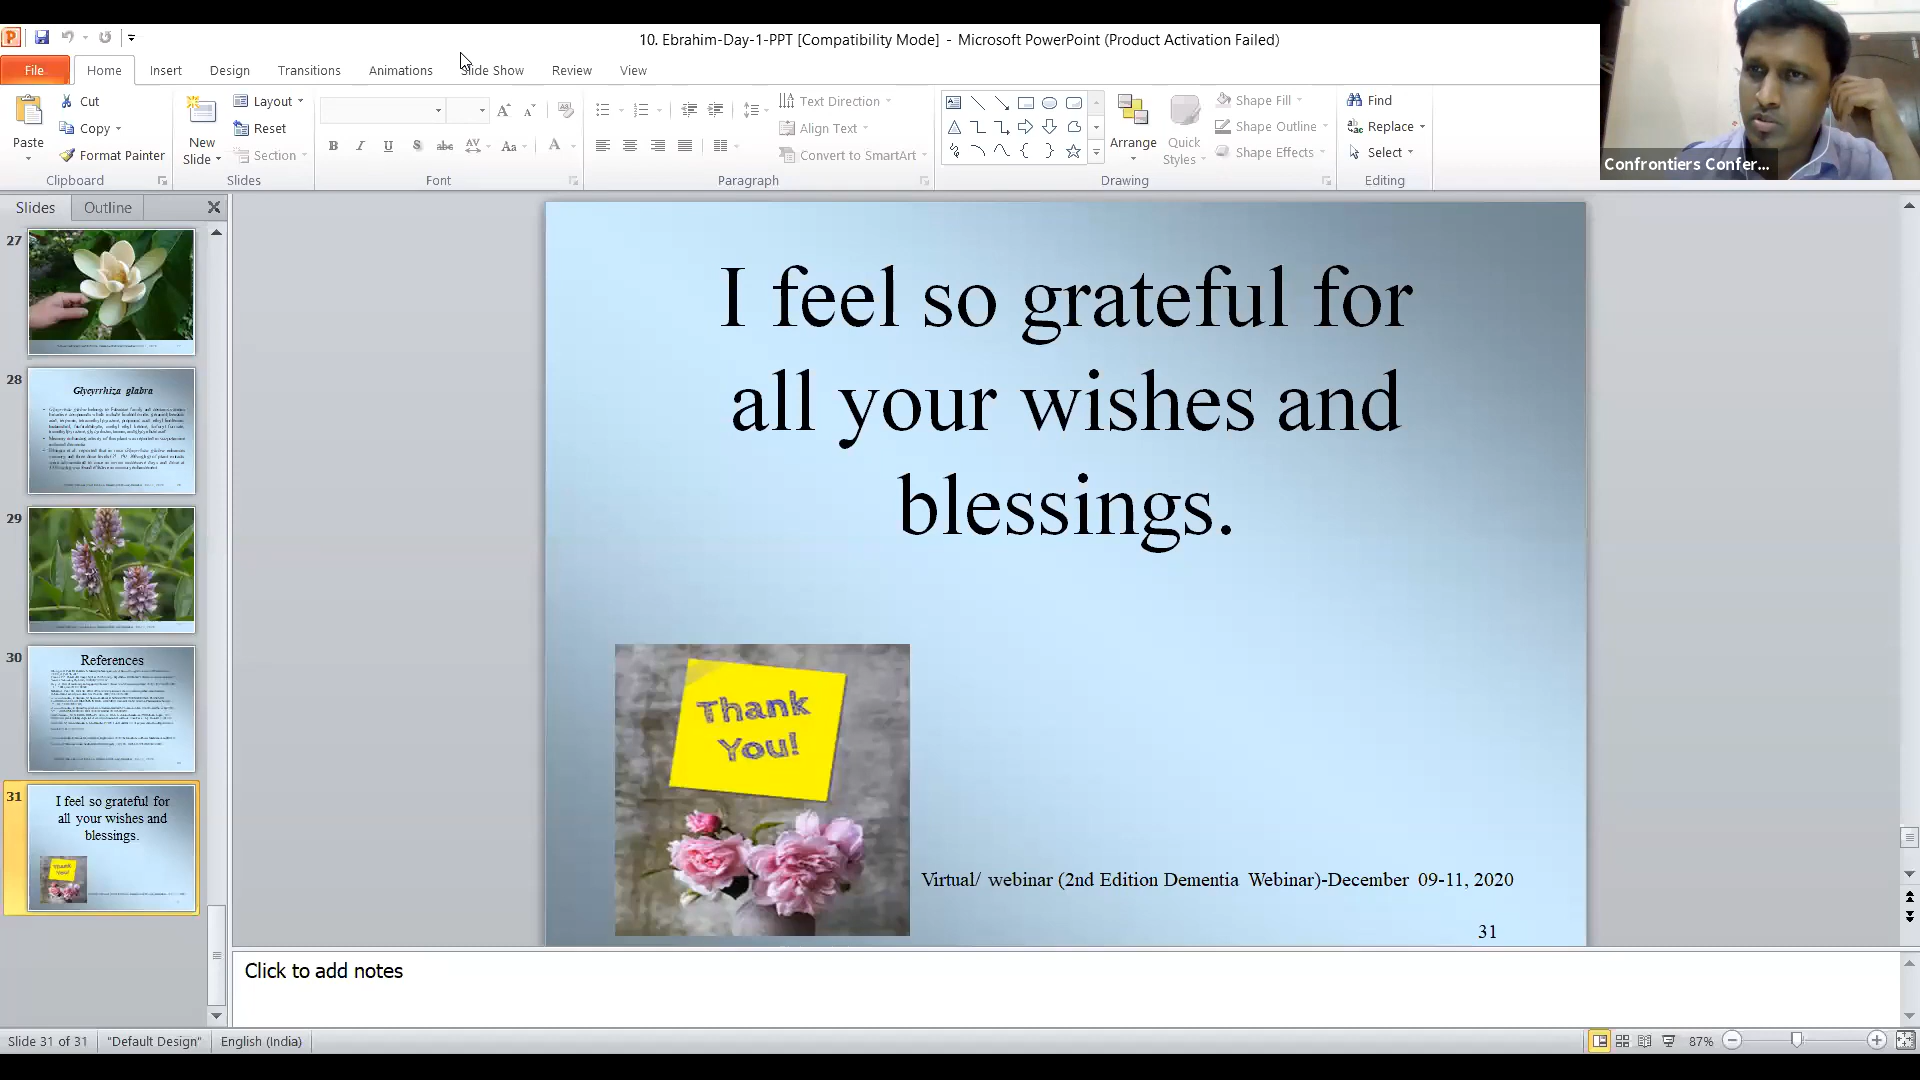 10. Ebrahim-Day-1-PPT [Compatibility Mode] - Microsoft PowerPoint (Product Activation Failed)
File Home Insert Design Transitions Animations Slide Show Review View
Cut
Copy
Format Painter
Paste
Clipboard
New
Slide
Layout
Reset
Section
Slides
Font
Text Direction
Align Text
Convert to SmartArt
Paragraph
Arrange
Quick
Styles
Shape Fill
Shape Outline
Shape Effects
Drawing
Find
Replace
Select
Editing
Confrontiers Confer...
Slides Outline
27
28
Glycyrrhiza glabra
29
30
References
31
I feel so grateful for
all your wishes and
blessings.
Thank
You!
I feel so grateful for
all your wishes and
blessings.
Thank
You!
Virtual/ webinar (2nd Edition Dementia Webinar)-December 09-11, 2020
31
Click to add notes
Slide 31 of 31 "Default Design" English (India) 87%